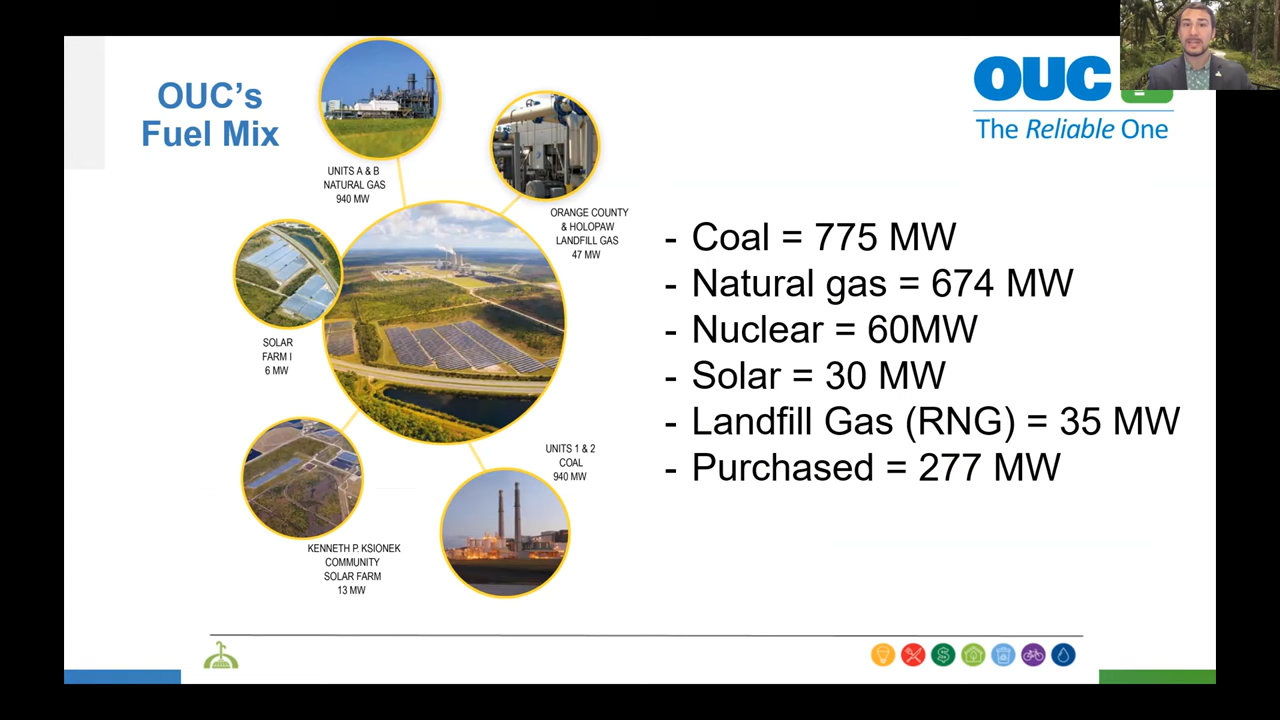 OUC's
Fuel Mix
OUC
The Reliable One
UNITS A & B
NATURAL GAS
940 MW
ORANGE COUNTY
& HOLOPAW
LANDFILL GAS
47 MW
SOLAR
FARM I
6 MW
UNITS 1 & 2
COAL
940 MW
KENNETH P. KSIONEK
COMMUNITY
SOLAR FARM
13 MW
- Coal = 775 MW
- Natural gas = 674 MW
- Nuclear = 60MW
- Solar = 30 MW
- Landfill Gas (RNG) = 35 MW
- Purchased = 277 MW